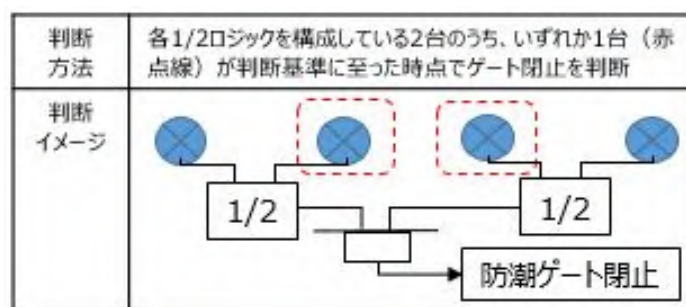 判断
方法
各1/2ロジックを構成している2台のうち、いずれか1台（赤
点線）が判断基準に至った時点でゲート閉止を判断
判断
イメージ
1/2
1/2
防潮ゲート閉止